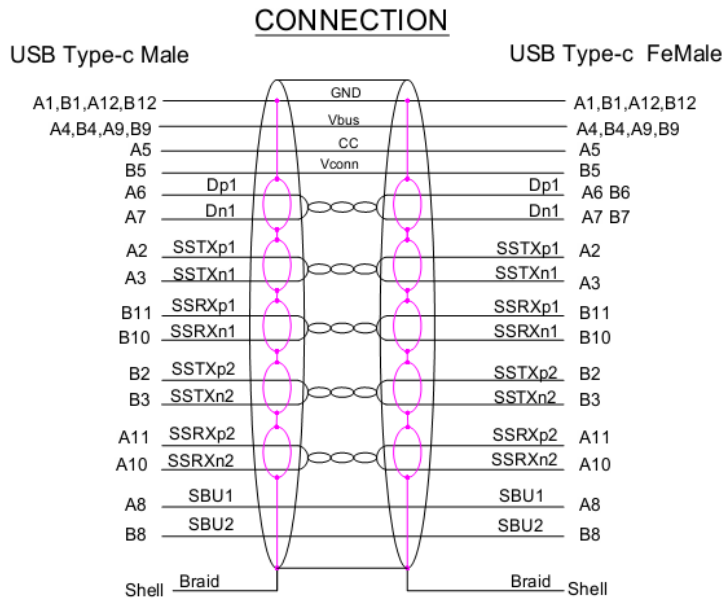 CONNECTION
USB Type-c Male
USB Type-c FeMale
A1,B1,A12,B12 GND A1,B1,A12,B12
A4,B4,A9,B9 Vbus A4,B4,A9,B9
A5 CC A5
B5 Vconn B5
A6 Dp1 Dp1 A6 B6
A7 Dn1 Dn1 A7 B7
A2 SSTXp1 SSTXp1 A2
A3 SSTXn1 SSTXn1 A3
B11 SSRXp1 SSRXp1 B11
B10 SSRXn1 SSRXn1 B10
B2 SSTXp2 SSTXp2 B2
B3 SSTXn2 SSTXn2 B3
A11 SSRXp2 SSRXp2 A11
A10 SSRXn2 SSRXn2 A10
A8 SBU1 SBU1 A8
B8 SBU2 SBU2 B8
Shell Braid Braid Shell